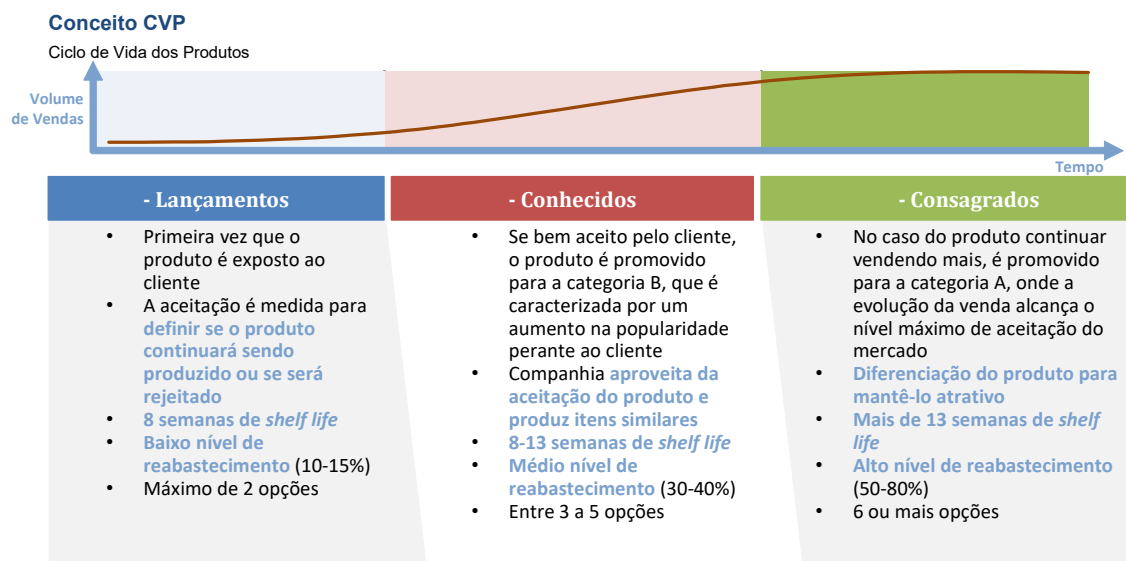 Conceito CVP
Ciclo de Vida dos Produtos
Volume
de Vendas
Tempo
- Lançamentos
• Primeira vez que o
produto é exposto ao
cliente
• A aceitação é medida para
definir se o produto
continuará sendo
produzido ou se será
rejeitado
• 8 semanas de shelf life
• Baixo nível de
reabastecimento (10-15%)
• Máximo de 2 opções
- Conhecidos
• Se bem aceito pelo cliente,
o produto é promovido
para a categoria B, que é
caracterizada por um
aumento na popularidade
perante ao cliente
• Companhia aproveita da
aceitação do produto e
produz itens similares
• 8-13 semanas de shelf life
• Médio nível de
reabastecimento (30-40%)
• Entre 3 a 5 opções
- Consagrados
• No caso do produto continuar
vendendo mais, é promovido
para a categoria A, onde a
evolução da venda alcança o
nível máximo de aceitação do
mercado
• Diferenciação do produto para
mantê-lo atrativo
• Mais de 13 semanas de shelf
life
• Alto nível de reabastecimento
(50-80%)
• 6 ou mais opções